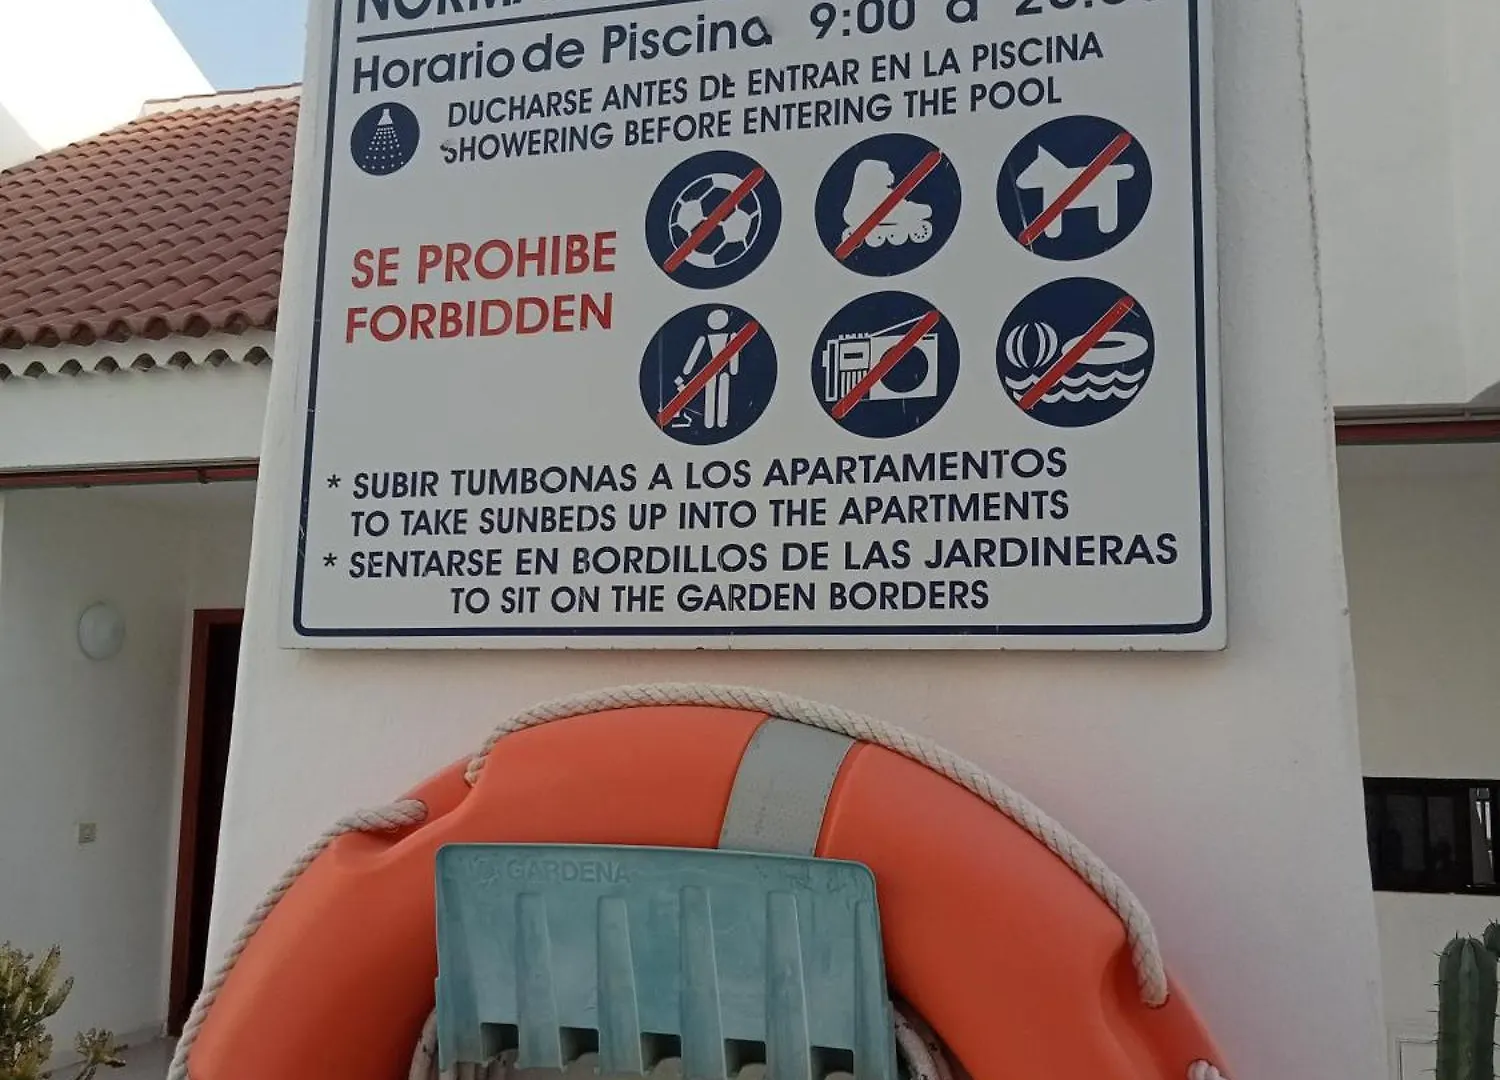 Horario de Piscina 9:00 a
DUCHARSE ANTES DE ENTRAR EN LA PISCINA
SHOWERING BEFORE ENTERING THE POOL
SE PROHIBE
FORBIDDEN
* SUBIR TUMBONAS A LOS APARTAMENTOS
TO TAKE SUNBEDS UP INTO THE APARTMENTS
* SENTARSE EN BORDILLOS DE LAS JARDINERAS
TO SIT ON THE GARDEN BORDERS
GARDENA